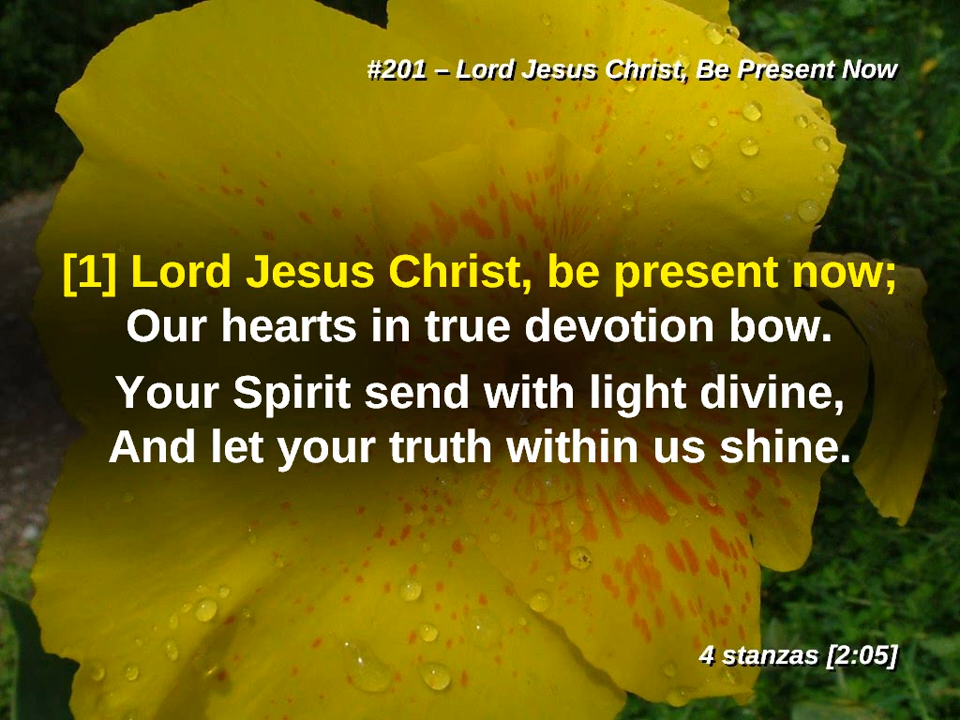 #201 – Lord Jesus Christ, Be Present Now
[1] Lord Jesus Christ, be present now;
Our hearts in true devotion bow.
Your Spirit send with light divine,
And let your truth within us shine.
4 stanzas [2:05]